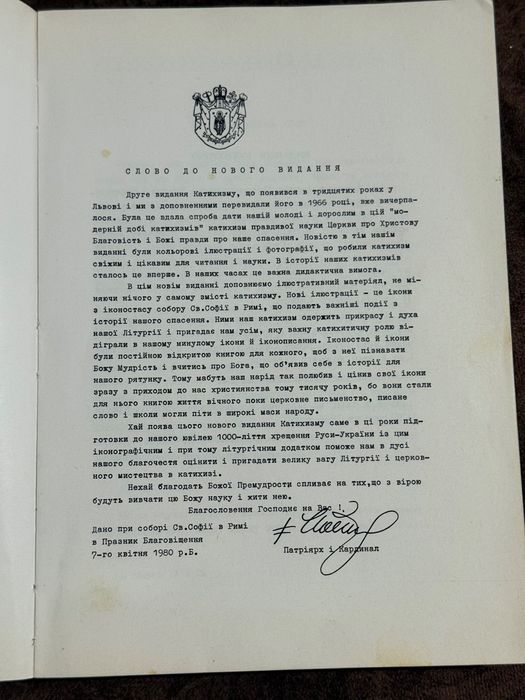 СЛОВО ДО НОВОГО ВИДАННЯ
Друге видання Катихизму, що появився в тридцятих роках у
Львові і ми з доповненнями перевидали його в 1966 році, вже вичерпа-
лося. Була це вдала спроба дати нашій молоді і дорослим в цій "мо-
дерній добі катихизмів" катихизм правдивої науки Церкви про Христову
Благовість і Божі правди про наше спасення. Новістю в тім нашім
виданні були кольорові ілюстрації і фотографії, що робили катихизм
свіжим і цікавим для читання і науки. В історії наших катихизмів
сталось це вперше. В наших часах це важна дидактична вимога.
В цім новім виданні доповнюємо ілюстративний матеріял, не мі-
няючи нічого у самому змісті катихизму. Нові ілюстрації – це ікони
з іконостасу собору Св.Софії в Римі, що подають важніші події з
історії нашого спасення. Ними наш катихизм одержить прикрасу і духа
нашої Літургії і пригадає нам усім, яку важну катихитичну ролю ві-
діграли в нашому минулому ікони й іконописання. Іконостас й ікони
були постійною відкритою книгою для кожного, щоб з неї пізнавати
Божу Мудрість і вчитись про Бога, що об'явив себе в історії для
нашого рятунку. Тому мабуть наш нарід так полюбив і цінив свої ікони
зразу з приходом до нас християнства тому тисячу років, бо вони стали
для нього книгою життя вічного поки церковне письменство, писане
слово і школи могли піти в широкі маси народу.
Хай поява цього нового видання Катихизму саме в ці роки під-
готовки до нашого ювілею 1000-ліття хрещення Руси-України із цим
іконографічним і при тому літургічним додатком поможе нам в дусі
нашого благочестя оцінити і пригадати велику вагу Літургії і церков-
ного мистецтва в катихизі.
Нехай благодать Божої Премудрости спливає на тих,що з вірою
будуть вивчати цю Божу науку і жити нею.
Благословення Господнє на Вас !
Дано при соборі Св.Софії в Римі
в Празник Благовіщення
7-го квітня 1980 р.Б.
Патріярх і Кардинал